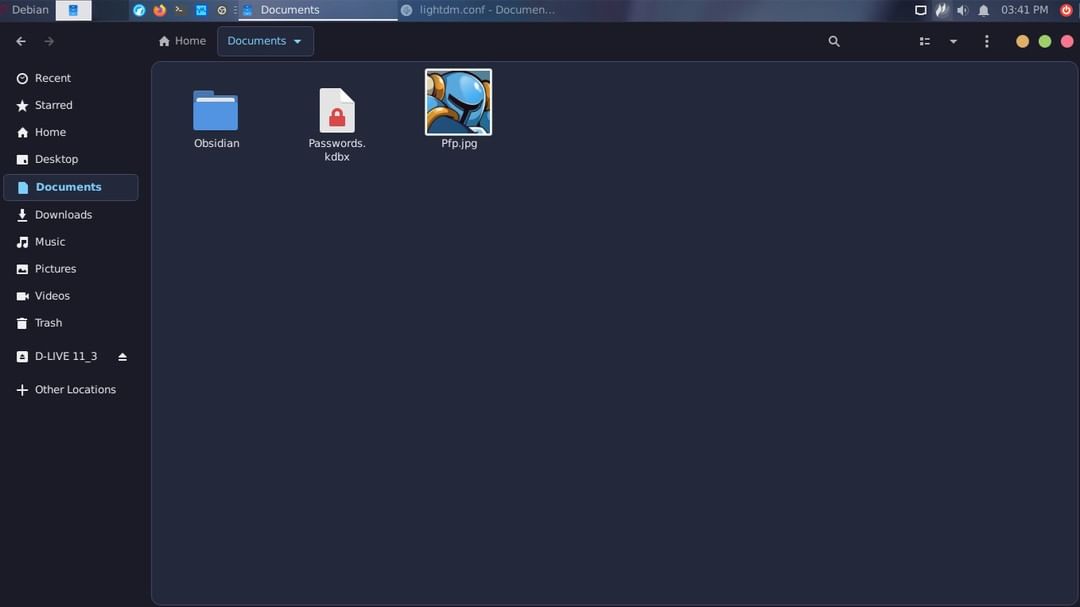 Debian
Documents
lightdm.conf - Documen...
03:41 PM
Home
Documents
Recent
Starred
Home
Desktop
Documents
Downloads
Music
Pictures
Videos
Trash
D-LIVE 11_3
Other Locations
Obsidian
Passwords.
kdbx
Pfp.jpg